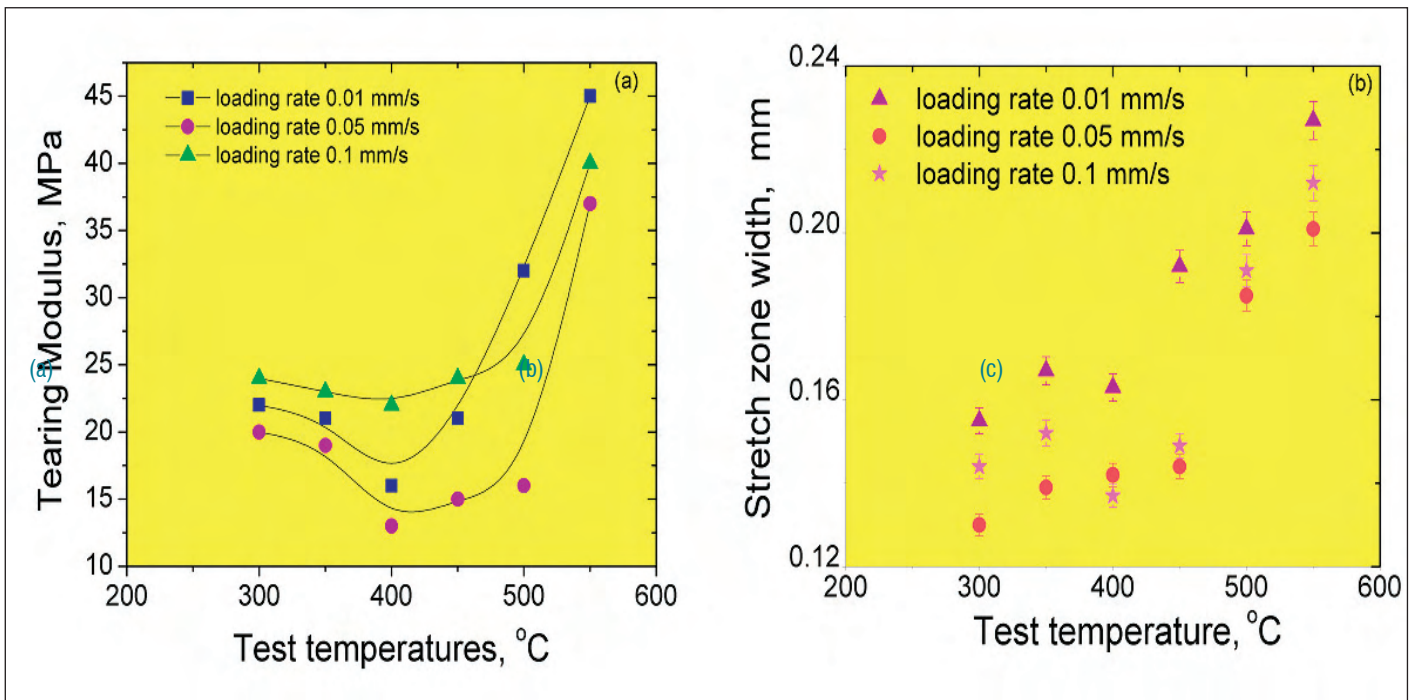 (a)
loading rate 0.01 mm/s
loading rate 0.05 mm/s
loading rate 0.1 mm/s
45
40
35
30
25
20
15
10
200 300 400 500 600
Tearing Modulus, MPa
Test temperatures, °C
(a)
(b)
(b)
loading rate 0.01 mm/s
loading rate 0.05 mm/s
loading rate 0.1 mm/s
0.24
0.20
0.16
0.12
200 300 400 500 600
Stretch zone width, mm
Test temperature, °C
(c)